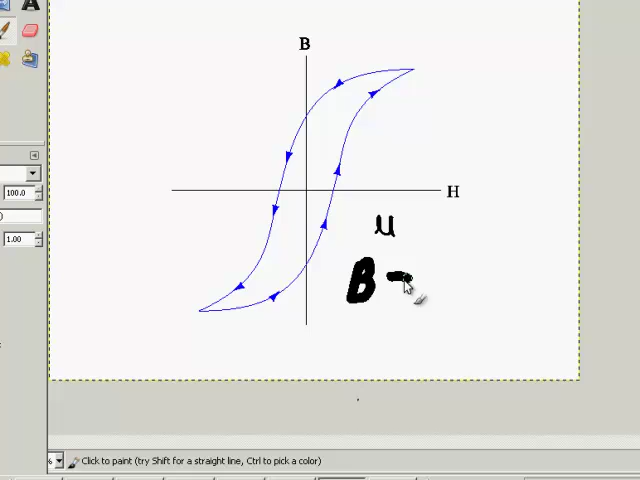 B
H
100.0
1.00
u
B -
% Click to paint (try Shift for a straight line, Ctrl to pick a color)